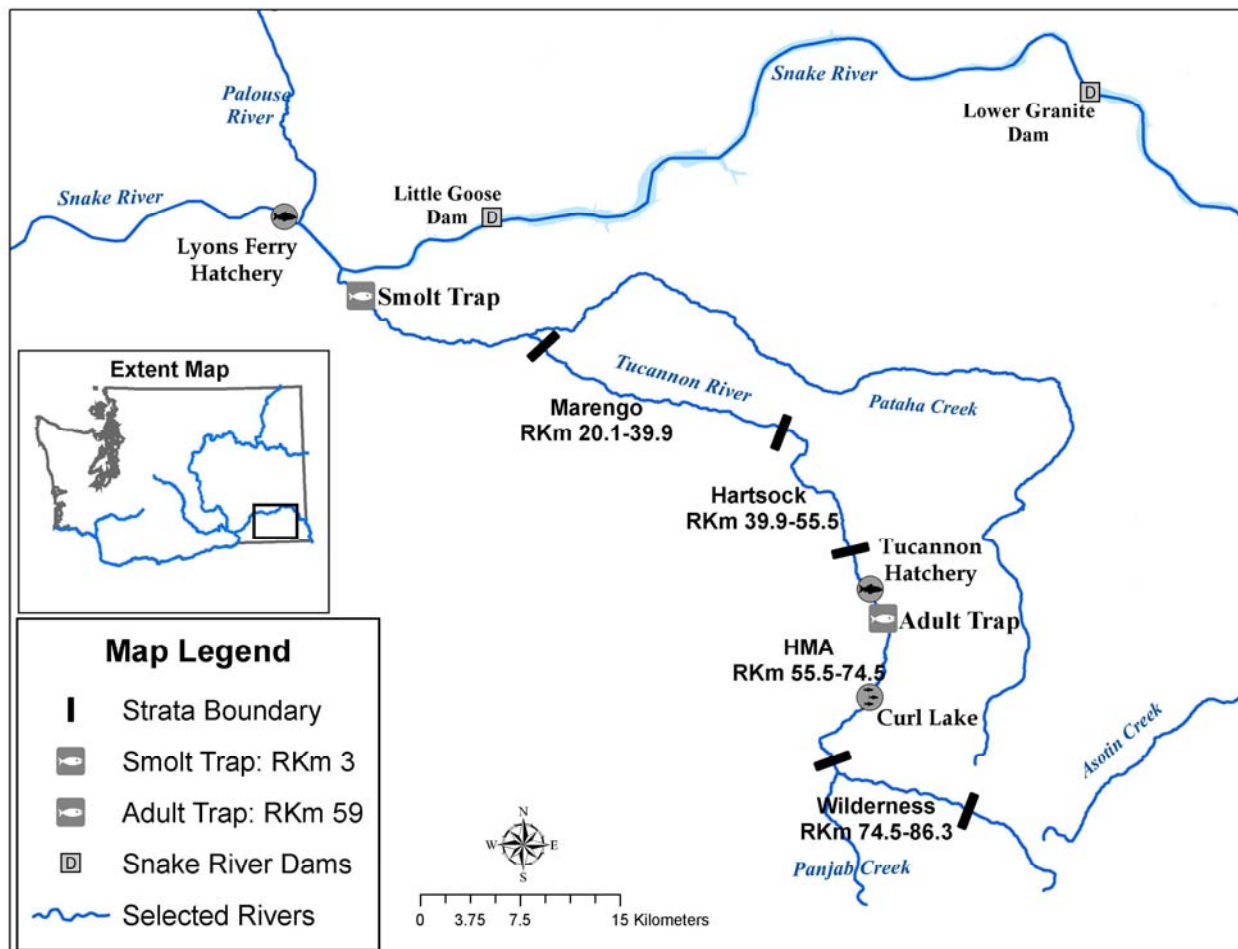 Palouse
River
Snake River
Lower Granite
Dam
D
Snake River
Little Goose
Dam
D
Lyons Ferry
Hatchery
Smolt Trap
Extent Map
Tucannon River
Pataha Creek
Marengo
RKm 20.1-39.9
Hartsock
RKm 39.9-55.5
Tucannon
Hatchery
Adult Trap
HMA
RKm 55.5-74.5
Curl Lake
Asotin Creek
Wilderness
RKm 74.5-86.3
Panjab Creek
Map Legend
Strata Boundary
Smolt Trap: RKm 3
Adult Trap: RKm 59
D Snake River Dams
Selected Rivers
N
W E
S
0 3.75 7.5 15 Kilometers